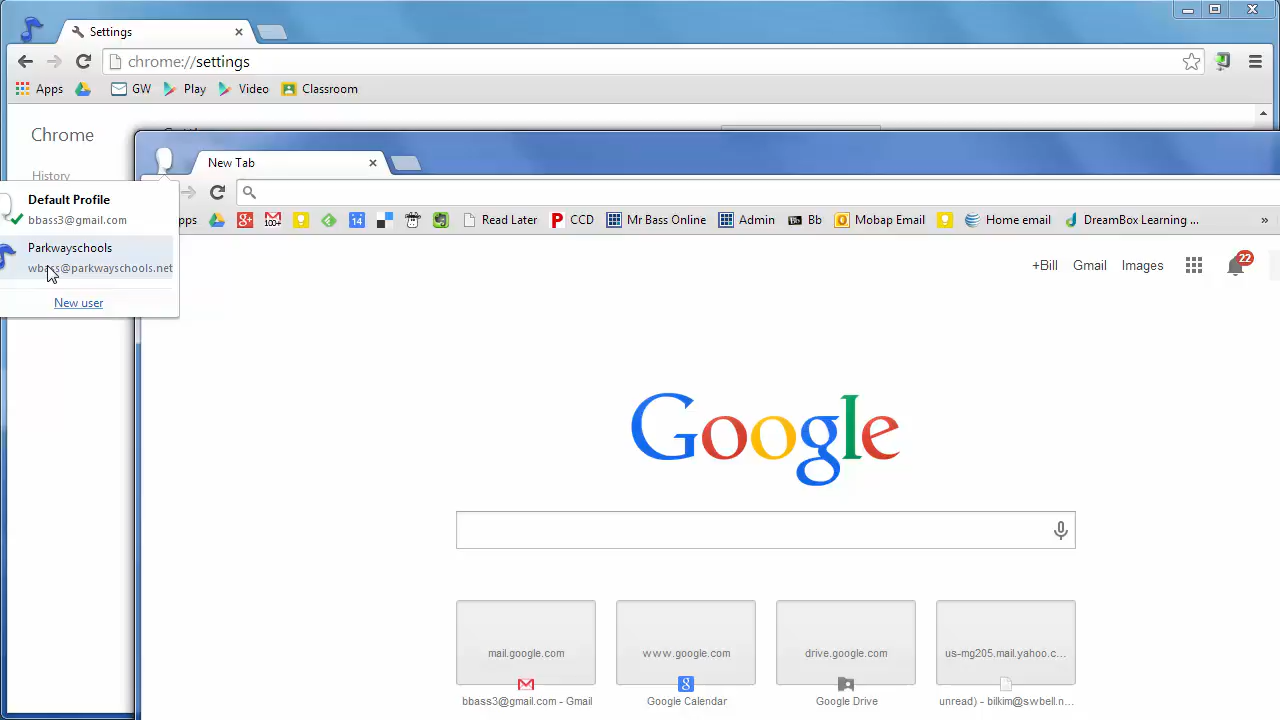 Settings
chrome://settings
Apps GW Play Video Classroom
Chrome
History
New Tab
Default Profile
bbass3@gmail.com
Parkwayschools
wbass@parkwayschools.net
New user
pps 100+ 14 Read Later CCD Mr Bass Online Admin Bb Mobap Email Home email DreamBox Learning ... »
+Bill Gmail Images 22
Google
mail.google.com www.google.com drive.google.com us-mg205.mail.yahoo.c...
bbass3@gmail.com - Gmail Google Calendar Google Drive unread) - bilkim@swbell.n...